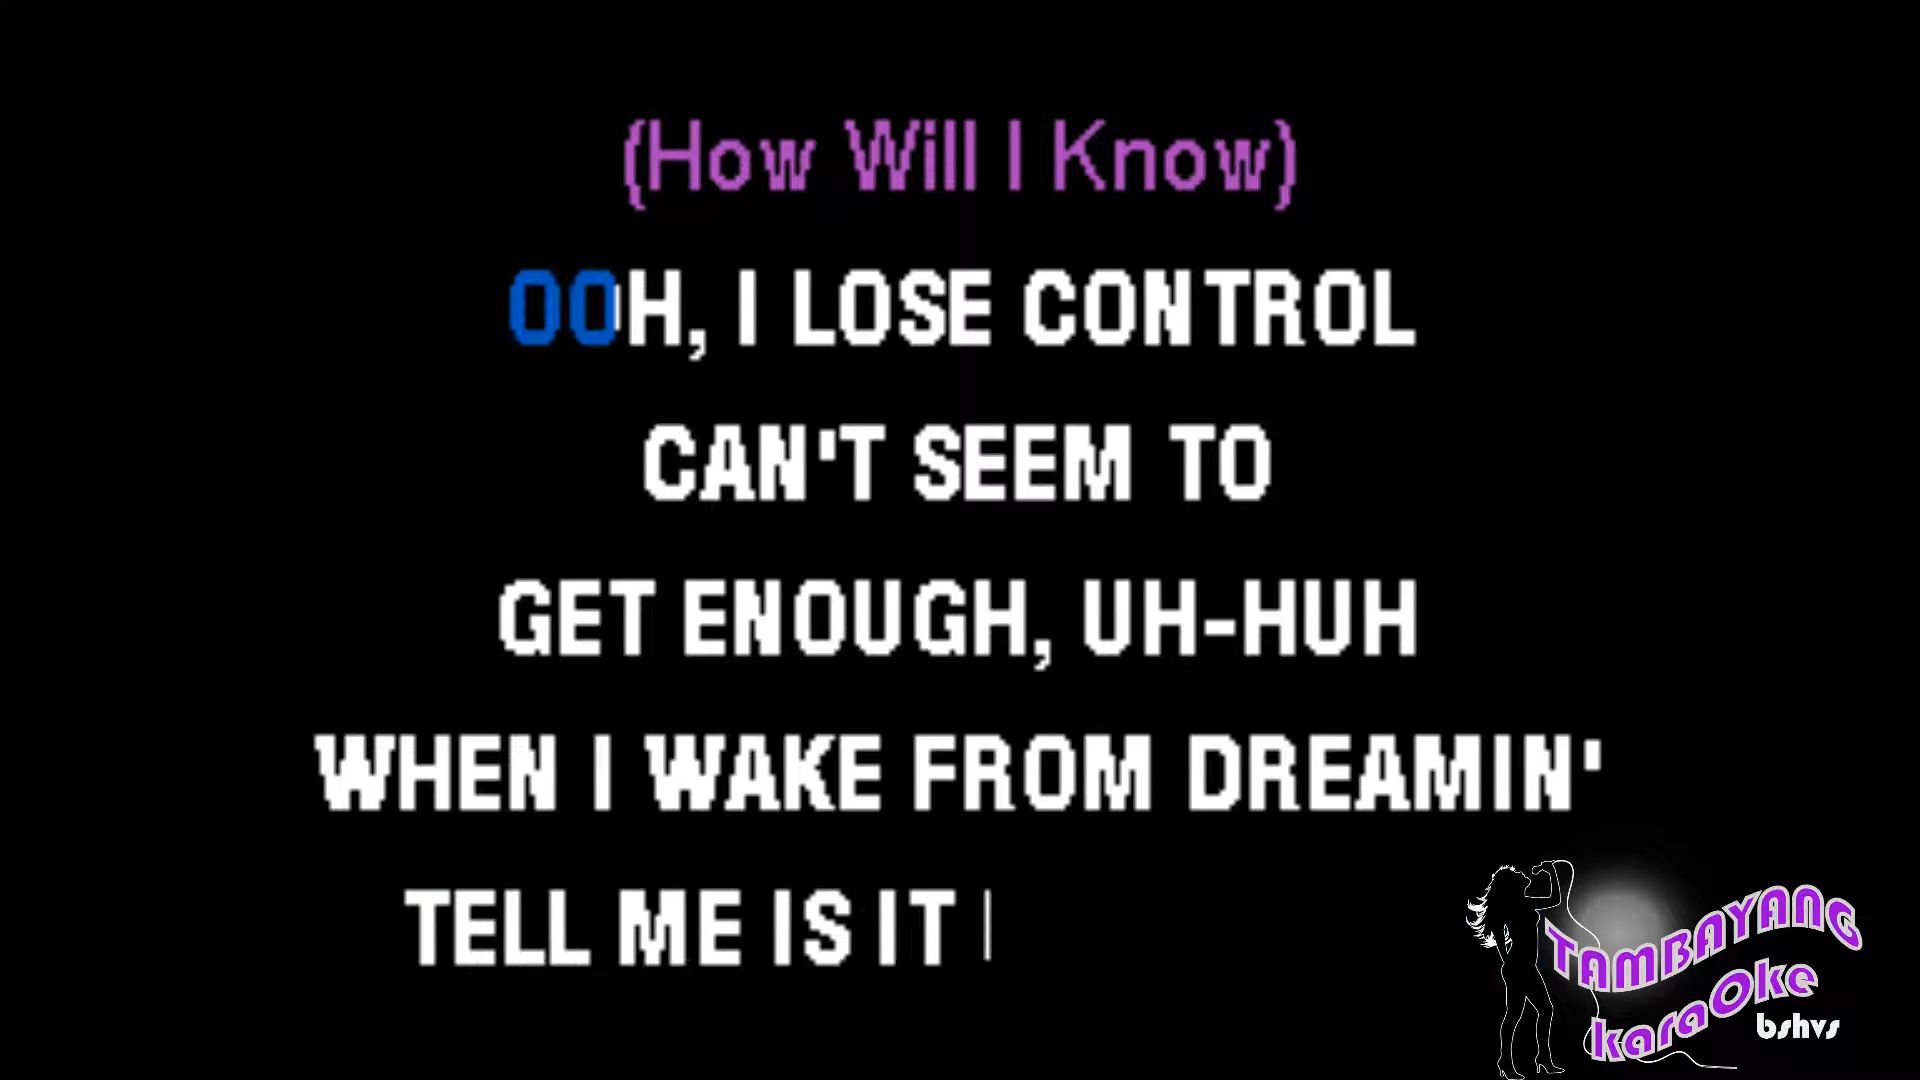 (How Will I Know)
OOH, I LOSE CONTROL
CAN'T SEEM TO
GET ENOUGH, UH-HUH
WHEN I WAKE FROM DREAMIN'
TELL ME IS IT
TAMBAYANG
karaOke
bshvs